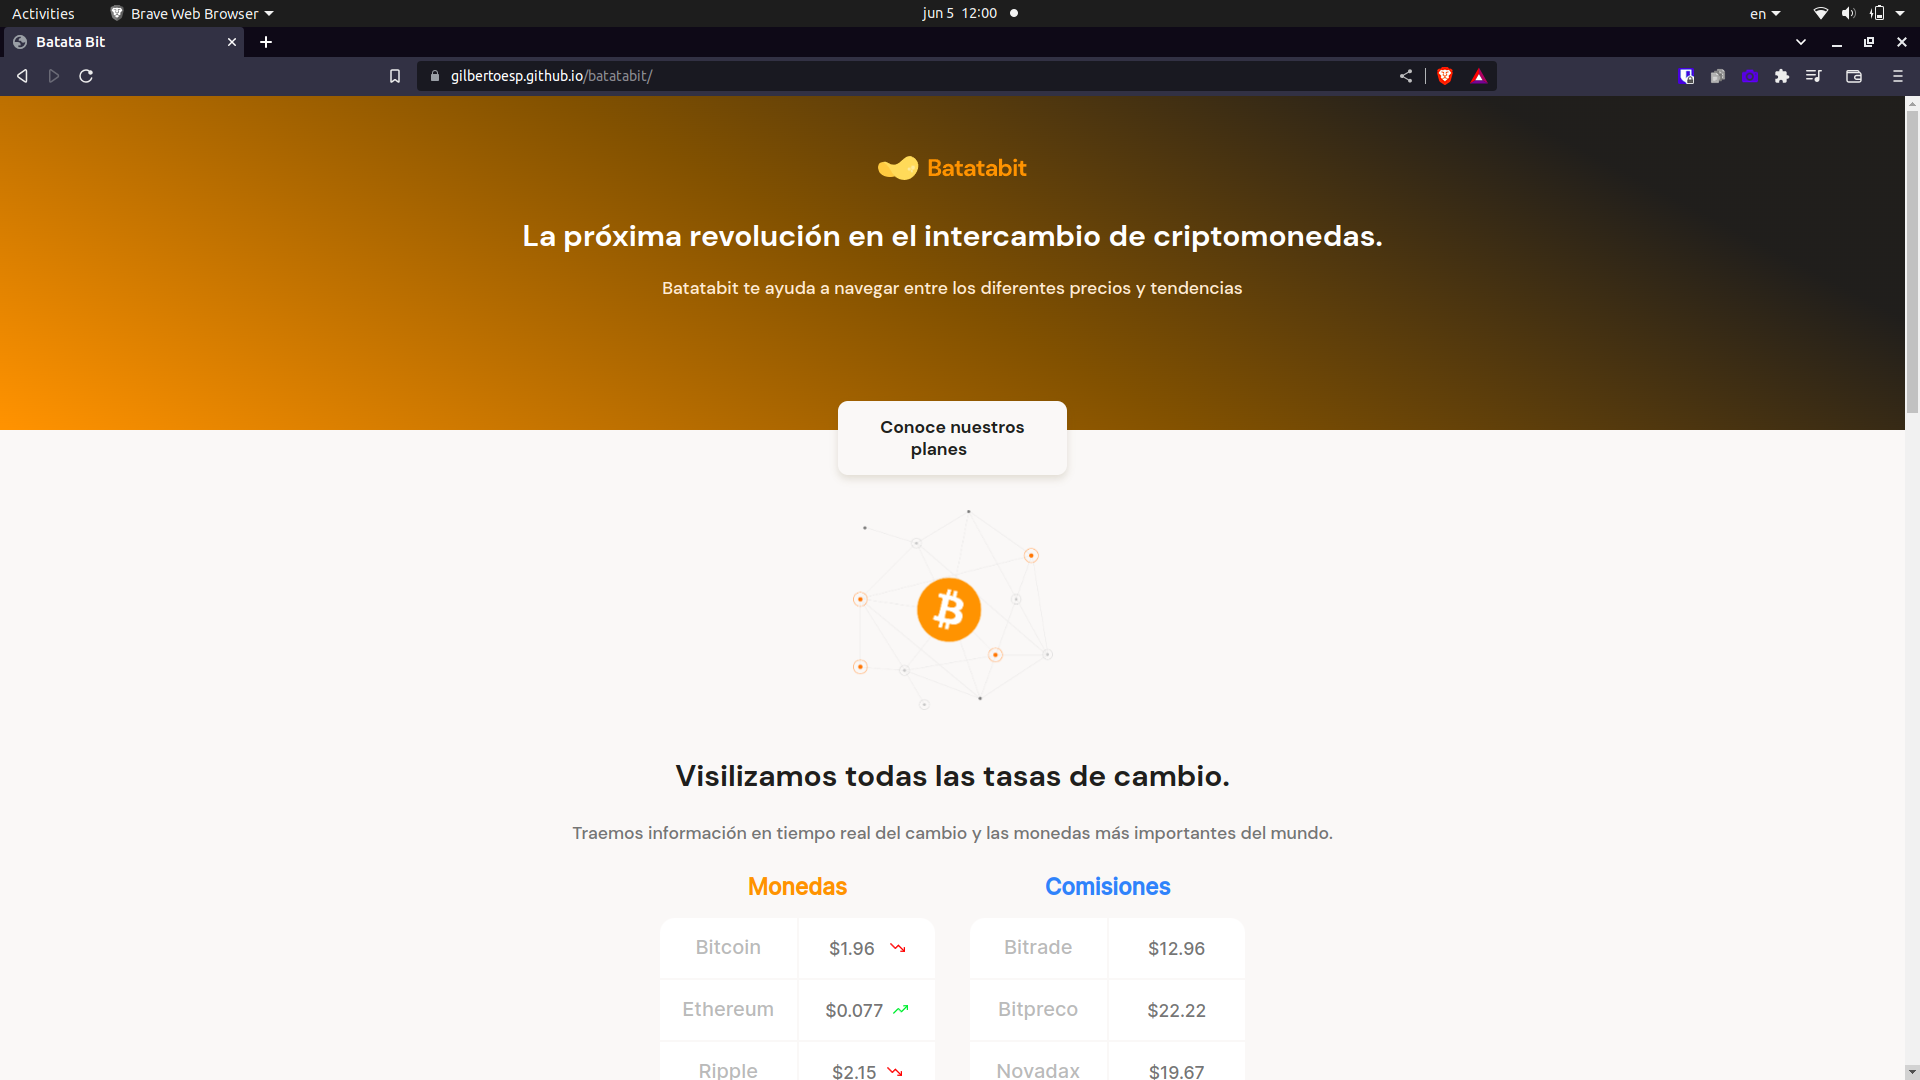 Activities
Brave Web Browser
jun 5 12:00
en
Batata Bit
gilbertoesp.github.io/batatabit/
Batatabit
La próxima revolución en el intercambio de criptomonedas.
Batatabit te ayuda a navegar entre los diferentes precios y tendencias
Conoce nuestros
planes
Visilizamos todas las tasas de cambio.
Traemos información en tiempo real del cambio y las monedas más importantes del mundo.
Monedas
Bitcoin $1.96
Ethereum $0.077
Ripple $2.15
Comisiones
Bitrade $12.96
Bitpreco $22.22
Novadax $19.67